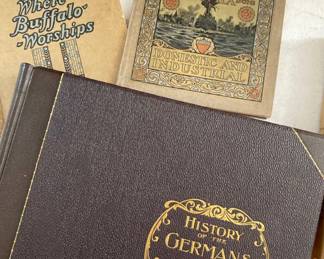 Where
Buffalo
Worships
DOMESTIC AND
INDUSTRIAL
HISTORY
OF THE
GERMANS